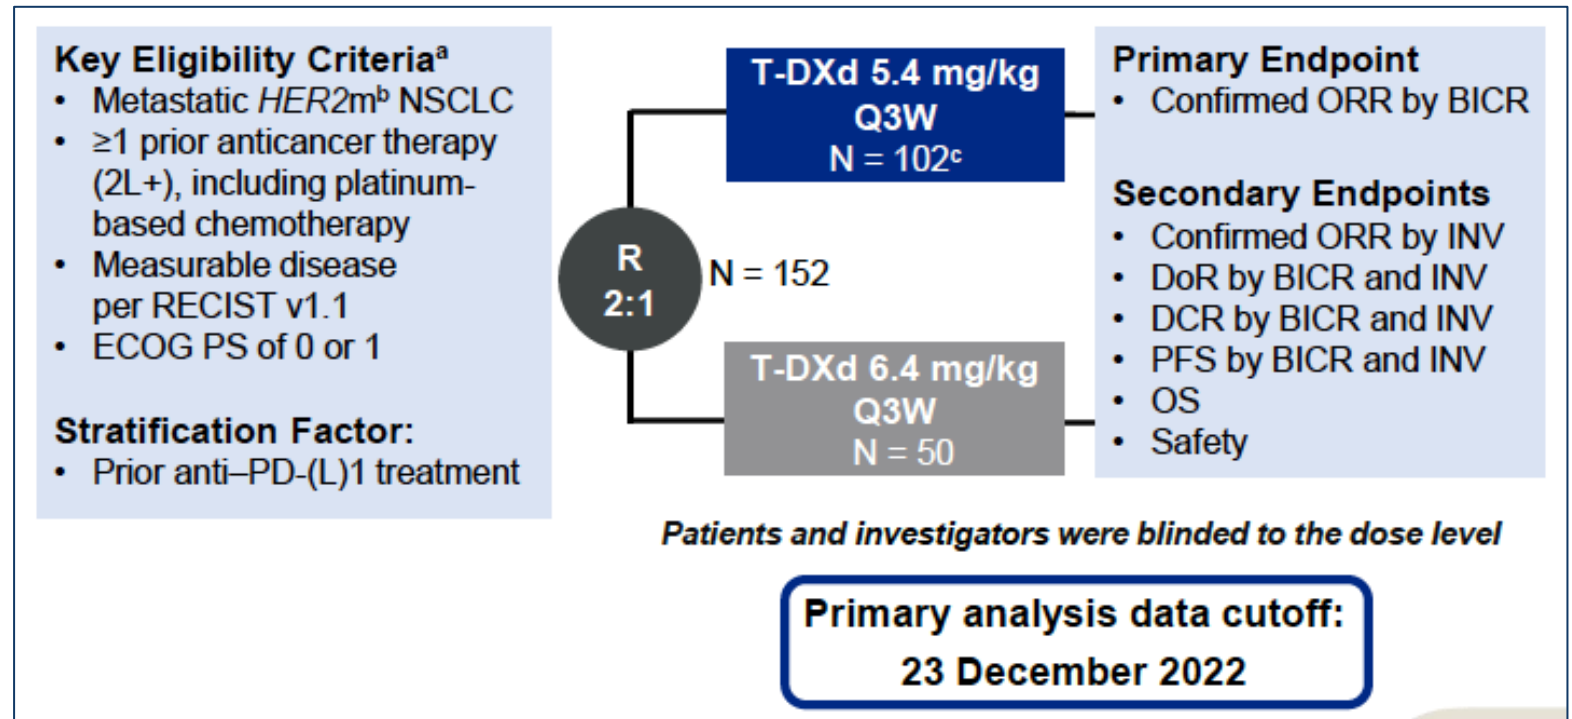 Key Eligibility Criteriaᵃ
• Metastatic HER2mᵇ NSCLC
• ≥1 prior anticancer therapy
(2L+), including platinum-
based chemotherapy
• Measurable disease
per RECIST v1.1
• ECOG PS of 0 or 1
Stratification Factor:
• Prior anti–PD-(L)1 treatment
R
2:1
N = 152
T-DXd 5.4 mg/kg
Q3W
N = 102ᶜ
T-DXd 6.4 mg/kg
Q3W
N = 50
Primary Endpoint
• Confirmed ORR by BICR
Secondary Endpoints
• Confirmed ORR by INV
• DoR by BICR and INV
• DCR by BICR and INV
• PFS by BICR and INV
• OS
• Safety
Patients and investigators were blinded to the dose level
Primary analysis data cutoff:
23 December 2022